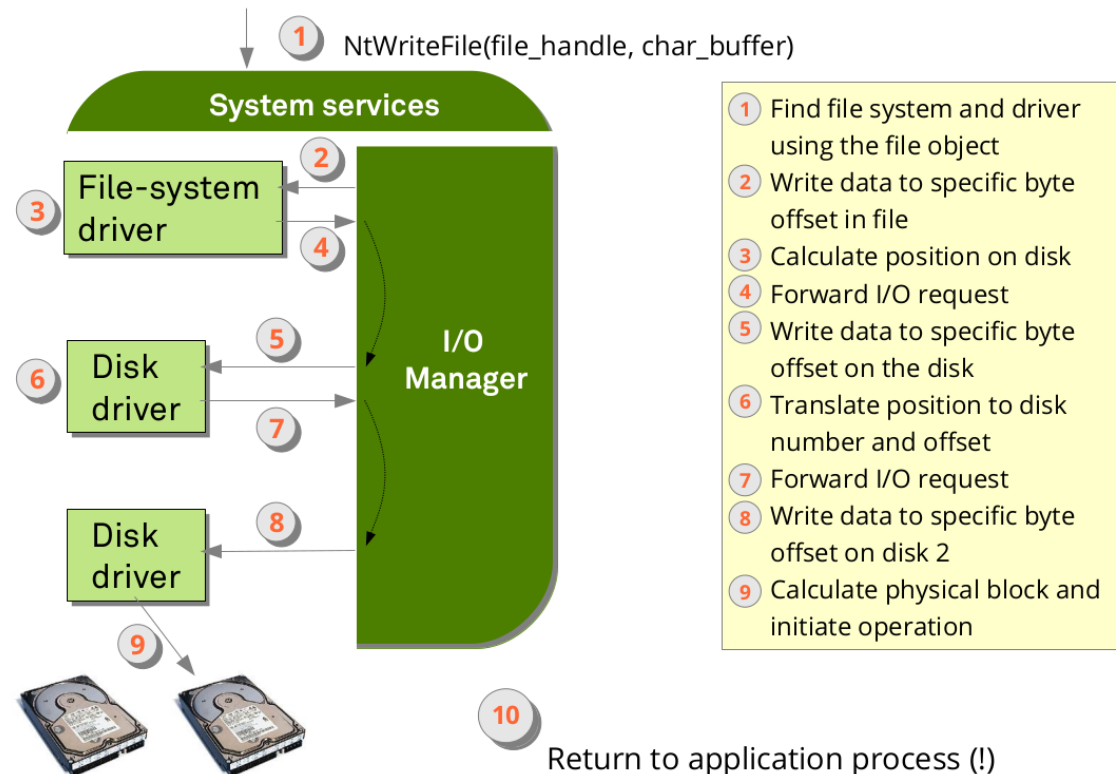 1
NtWriteFile(file_handle, char_buffer)
System services
2
File-system
driver
3
4
I/O
Manager
5
Disk
driver
6
7
8
Disk
driver
9
10
Return to application process (!)
1 Find file system and driver
using the file object
2 Write data to specific byte
offset in file
3 Calculate position on disk
4 Forward I/O request
5 Write data to specific byte
offset on the disk
6 Translate position to disk
number and offset
7 Forward I/O request
8 Write data to specific byte
offset on disk 2
9 Calculate physical block and
initiate operation